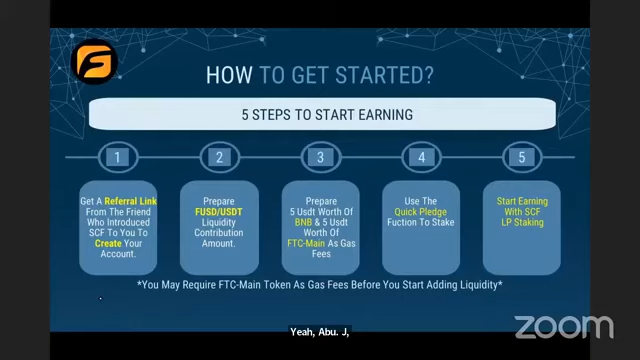 HOW TO GET STARTED?
5 STEPS TO START EARNING
1
2
3
4
5
Get A Referral Link
From The Friend
Who Introduced
SCF To You To
Create Your
Account.
Prepare
FUSD/USDT
Liquidity
Contribution
Amount.
Prepare
5 Usdt Worth Of
BNB & 5 Usdt
Worth Of
FTC-Main As Gas
Fees
Use The
Quick Pledge
Fuction To Stake
Start Earning
With SCF
LP Staking
*You May Require FTC-Main Token As Gas Fees Before You Start Adding Liquidity*
Yeah, Abu. J,
zoom